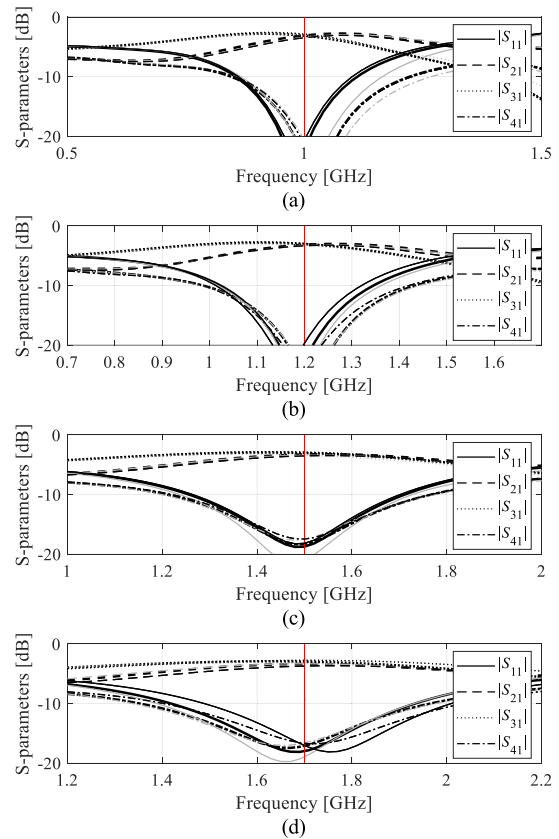 S-parameters [dB]
0
-10
-20
0.5
1
1.5
|S11|
|S21|
|S31|
|S41|
Frequency [GHz]
(a)
S-parameters [dB]
0
-10
-20
0.7
0.8
0.9
1
1.1
1.2
1.3
1.4
1.5
1.6
|S11|
|S21|
|S31|
|S41|
Frequency [GHz]
(b)
S-parameters [dB]
0
-10
-20
1
1.2
1.4
1.6
1.8
2
|S11|
|S21|
|S31|
|S41|
Frequency [GHz]
(c)
S-parameters [dB]
0
-10
-20
1.2
1.4
1.6
1.8
2
2.2
|S11|
|S21|
|S31|
|S41|
Frequency [GHz]
(d)